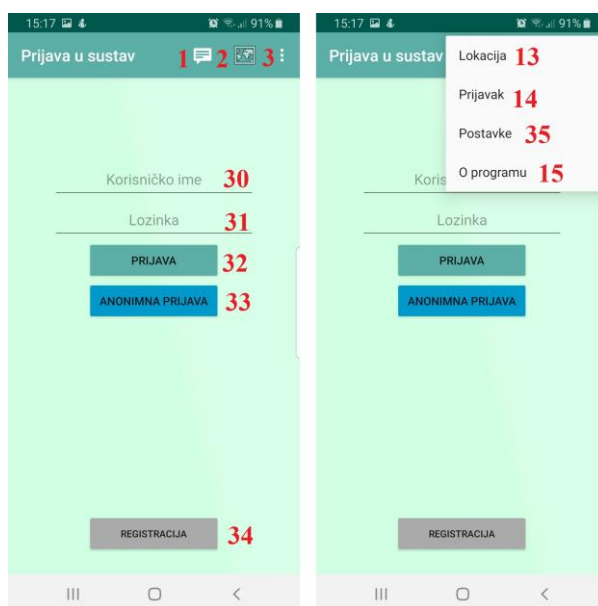 15:17 91%
Prijava u sustav 1 2 3
Korisničko ime 30
Lozinka 31
PRIJAVA 32
ANONIMNA PRIJAVA 33
REGISTRACIJA 34
15:17 91%
Prijava u sustav
Lokacija 13
Prijavak 14
Postavke 35
O programu 15
Koris
Lozinka
PRIJAVA
ANONIMNA PRIJAVA
REGISTRACIJA